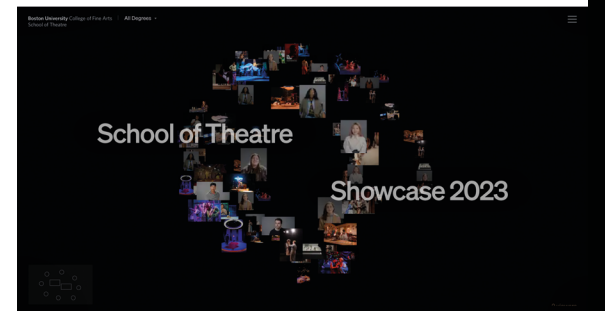 Boston University College of Fine Arts All Degrees
School of Theatre
School of Theatre
Showcase 2023